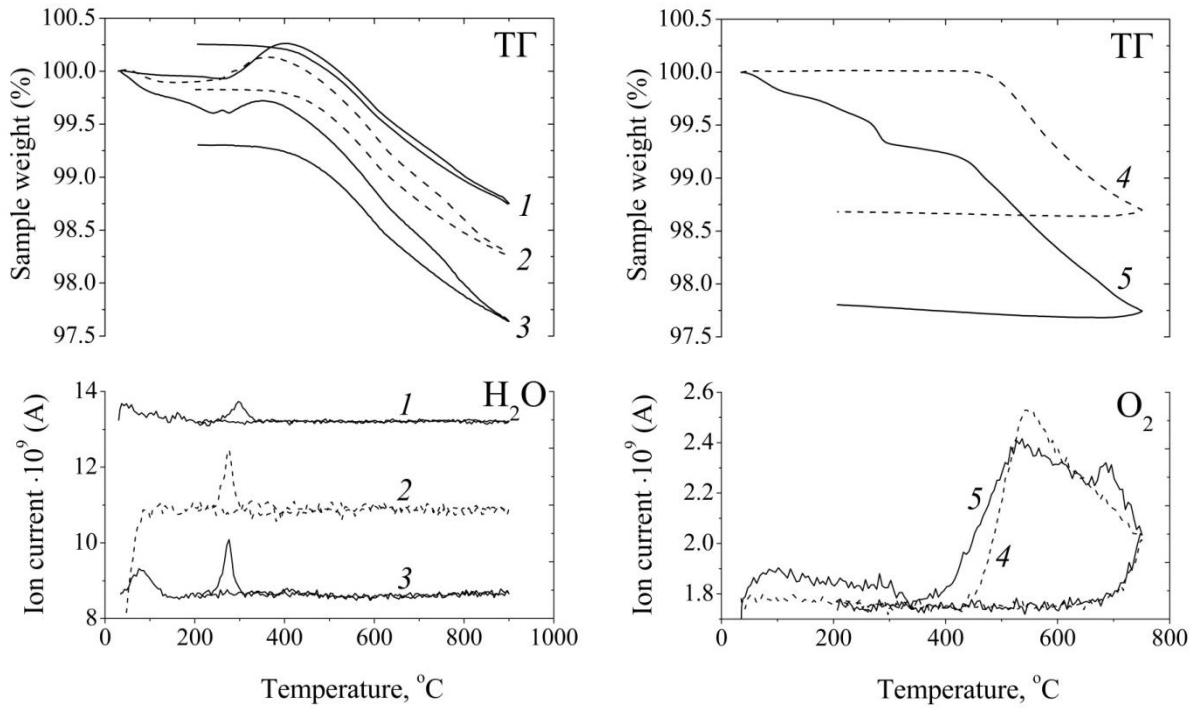 100.5
100.0
99.5
99.0
98.5
98.0
97.5
Sample weight (%)
ТГ
1
2
3
100.5
100.0
99.5
99.0
98.5
98.0
97.5
Sample weight (%)
ТГ
4
5
14
12
10
8
Ion current ·10⁹ (A)
H₂O
1
2
3
0 200 400 600 800 1000
Temperature, °C
2.6
2.4
2.2
2.0
1.8
Ion current ·10⁹ (A)
O₂
5
4
0 200 400 600 800
Temperature, °C